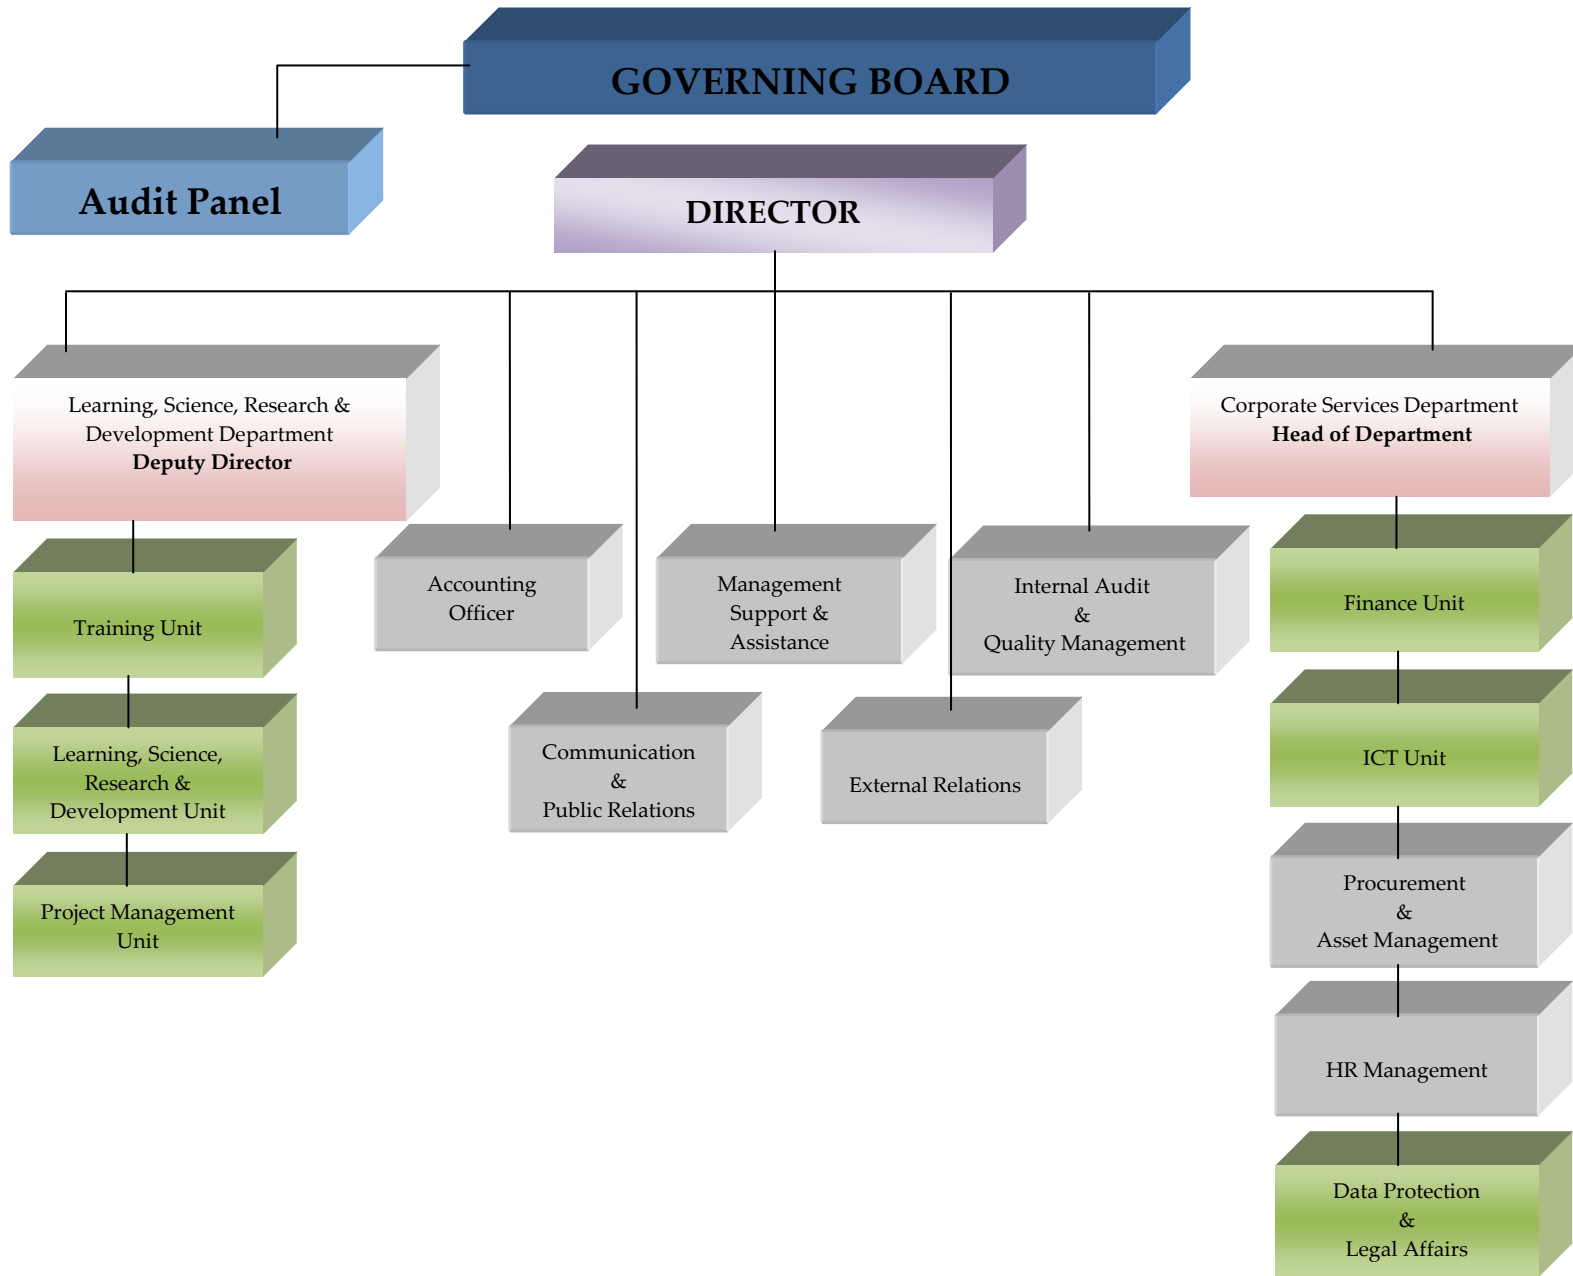 GOVERNING BOARD
Audit Panel
DIRECTOR
Learning, Science, Research &
Development Department
Deputy Director
Corporate Services Department
Head of Department
Training Unit
Learning, Science,
Research &
Development Unit
Project Management
Unit
Accounting
Officer
Management
Support &
Assistance
Internal Audit
&
Quality Management
Communication
&
Public Relations
External Relations
Finance Unit
ICT Unit
Procurement
&
Asset Management
HR Management
Data Protection
&
Legal Affairs